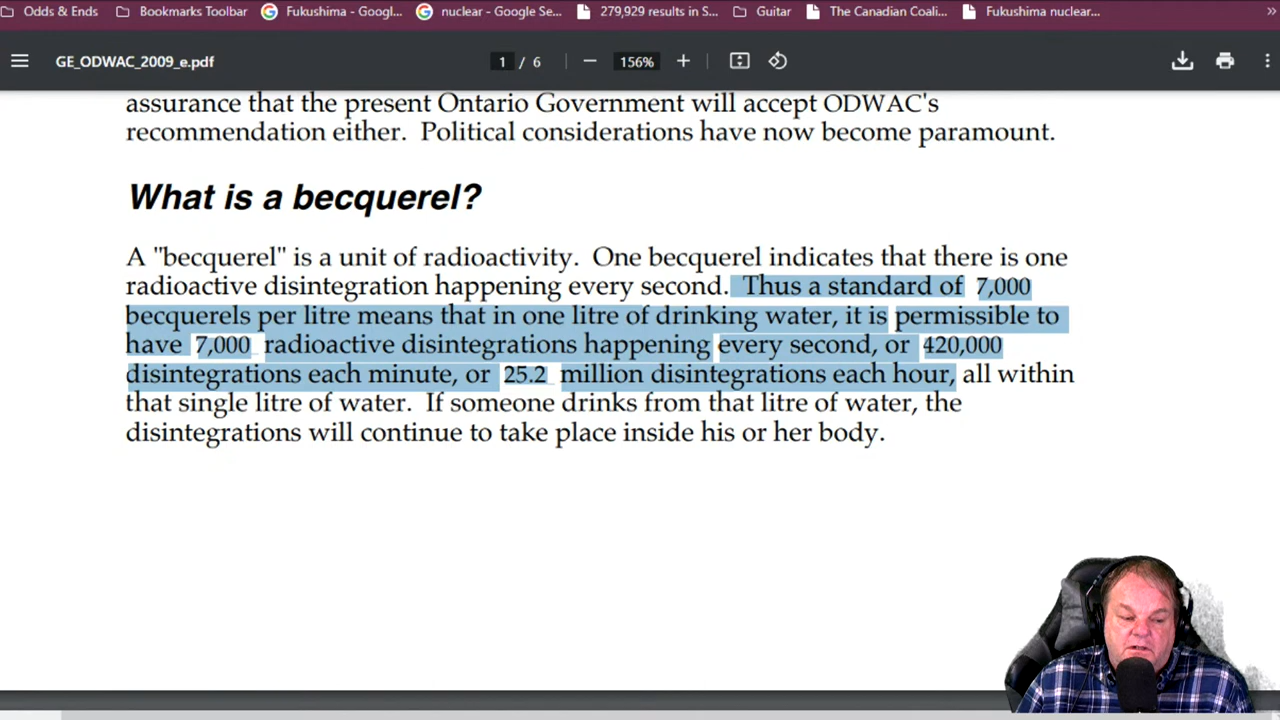 Odds & Ends Bookmarks Toolbar Fukushima - Googl... nuclear - Google Se... 279,929 results in S... Guitar The Canadian Coali... Fukushima nuclear... »
GE_ODWAC_2009_e.pdf 1 / 6 156%
assurance that the present Ontario Government will accept ODWAC's
recommendation either. Political considerations have now become paramount.
What is a becquerel?
A "becquerel" is a unit of radioactivity. One becquerel indicates that there is one
radioactive disintegration happening every second. Thus a standard of 7,000
becquerels per litre means that in one litre of drinking water, it is permissible to
have 7,000 radioactive disintegrations happening every second, or 420,000
disintegrations each minute, or 25.2 million disintegrations each hour, all within
that single litre of water. If someone drinks from that litre of water, the
disintegrations will continue to take place inside his or her body.